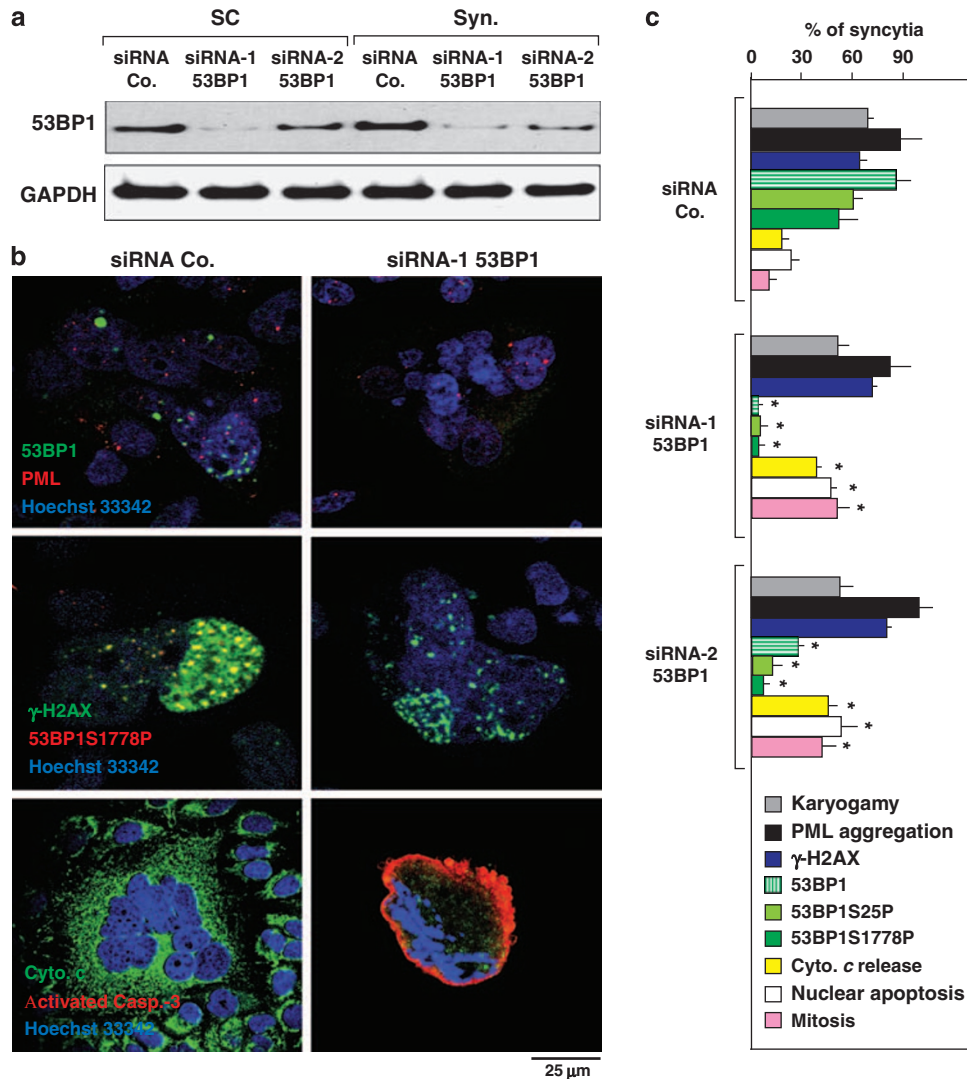 a
SC
Syn.
siRNA Co.
siRNA-1 53BP1
siRNA-2 53BP1
siRNA Co.
siRNA-1 53BP1
siRNA-2 53BP1
53BP1
GAPDH
b
siRNA Co.
siRNA-1 53BP1
53BP1
PML
Hoechst 33342
γ-H2AX
53BP1S1778P
Hoechst 33342
Cyto. c
Activated Casp.-3
Hoechst 33342
25 µm
c
% of syncytia
0 30 60 90
siRNA
Co.
*
*
*
siRNA-1
53BP1
*
*
*
*
*
*
siRNA-2
53BP1
*
*
*
Karyogamy
PML aggregation
γ-H2AX
53BP1
53BP1S25P
53BP1S1778P
Cyto. c release
Nuclear apoptosis
Mitosis